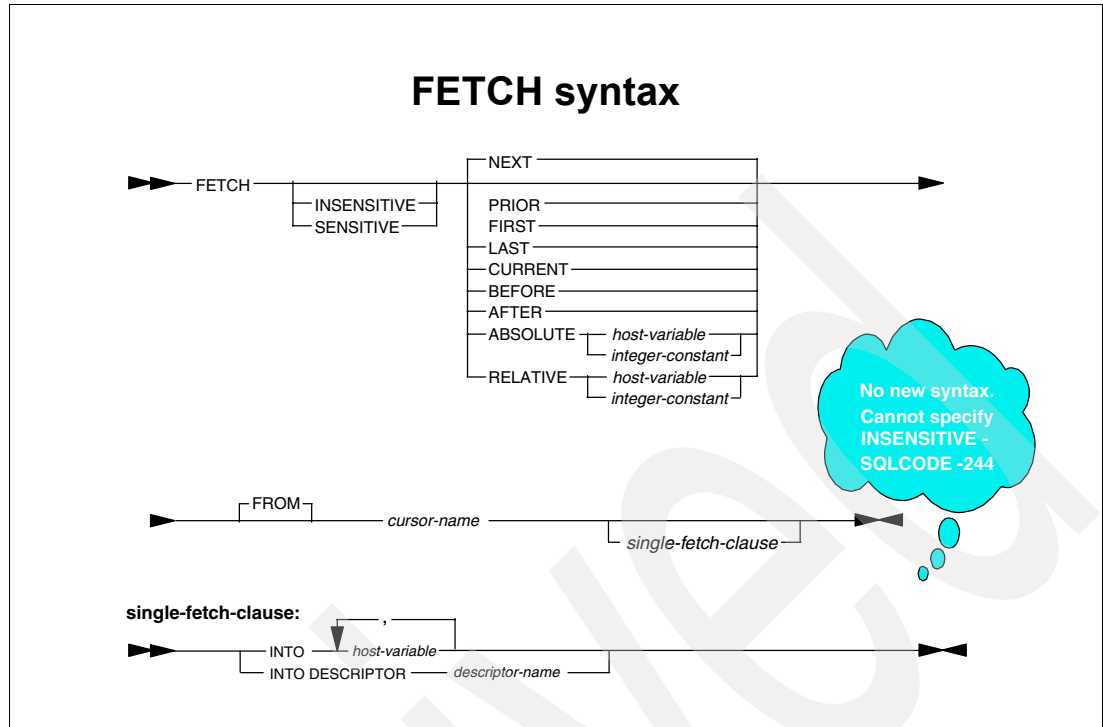 FETCH syntax
NEXT
FETCH
INSENSITIVE
SENSITIVE
PRIOR
FIRST
LAST
CURRENT
BEFORE
AFTER
ABSOLUTE host-variable
integer-constant
RELATIVE host-variable
integer-constant
No new syntax.
Cannot specify
INSENSITIVE -
SQLCODE -244
FROM
cursor-name
single-fetch-clause
single-fetch-clause:
,
INTO host-variable
INTO DESCRIPTOR descriptor-name